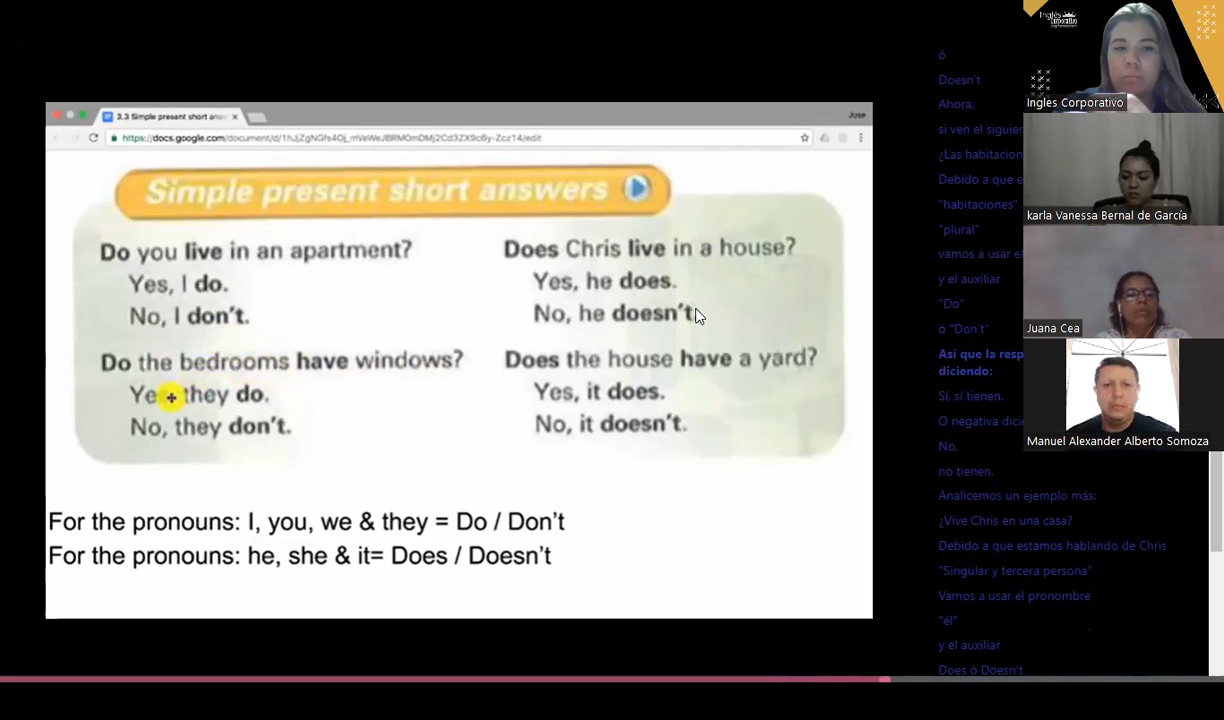 3.3 Simple present short ans
Jose
https://docs.google.com/document/d/
/edit
Simple present short answers
Do you live in an apartment?
Yes, I do.
No, I don't.
Do the bedrooms have windows?
Ye they do.
No, they don't.
Does Chris live in a house?
Yes, he does.
No, he doesn't.
Does the house have a yard?
Yes, it does.
No, it doesn't.
For the pronouns: I, you, we & they = Do / Don't
For the pronouns: he, she & it= Does / Doesn't
ó
Doesn't
Ahora,
si ven el siguien
¿Las habitacion
Debido a que e
"habitaciones"
"plural"
vamos a usar el
y el auxiliar
"Do"
ó "Don't"
Así que la resp
diciendo:
Sí, sí tienen.
O negativa dici
No.
no tienen.
Analicemos un ejemplo más:
¿Vive Chris en una casa?
Debido a que estamos hablando de Chris
"Singular y tercera persona"
Vamos a usar el pronombre
"él"
y el auxiliar
Does ó Doesn't
Inglés
Corporativo
Ingles Corporativo
karla Vanessa Bernal de García
Juana Cea
Manuel Alexander Alberto Somoza